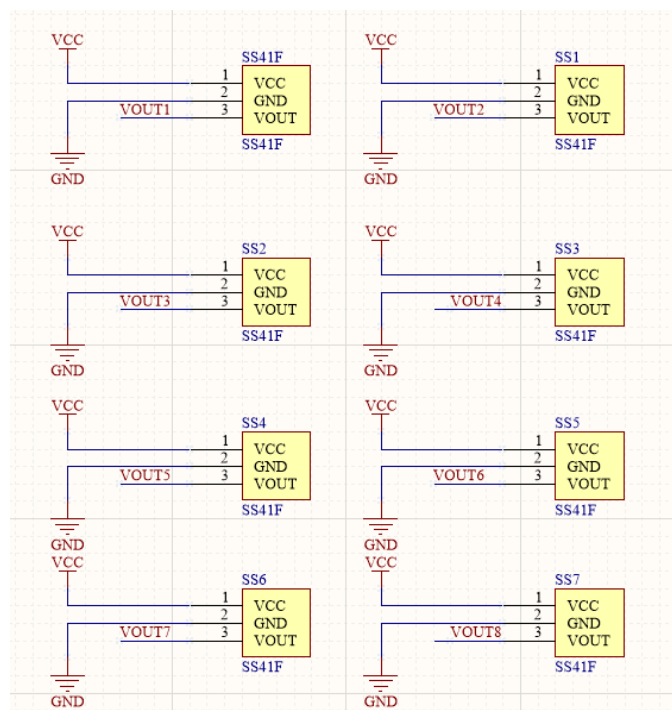 VCC
SS41F
1 VCC
2 GND
VOUT1 3 VOUT
SS41F
GND
VCC
SS1
1 VCC
2 GND
VOUT2 3 VOUT
SS41F
GND
VCC
SS2
1 VCC
2 GND
VOUT3 3 VOUT
SS41F
GND
VCC
SS3
1 VCC
2 GND
VOUT4 3 VOUT
SS41F
GND
VCC
SS4
1 VCC
2 GND
VOUT5 3 VOUT
SS41F
GND
VCC
SS5
1 VCC
2 GND
VOUT6 3 VOUT
SS41F
GND
VCC
SS6
1 VCC
2 GND
VOUT7 3 VOUT
SS41F
GND
VCC
SS7
1 VCC
2 GND
VOUT8 3 VOUT
SS41F
GND